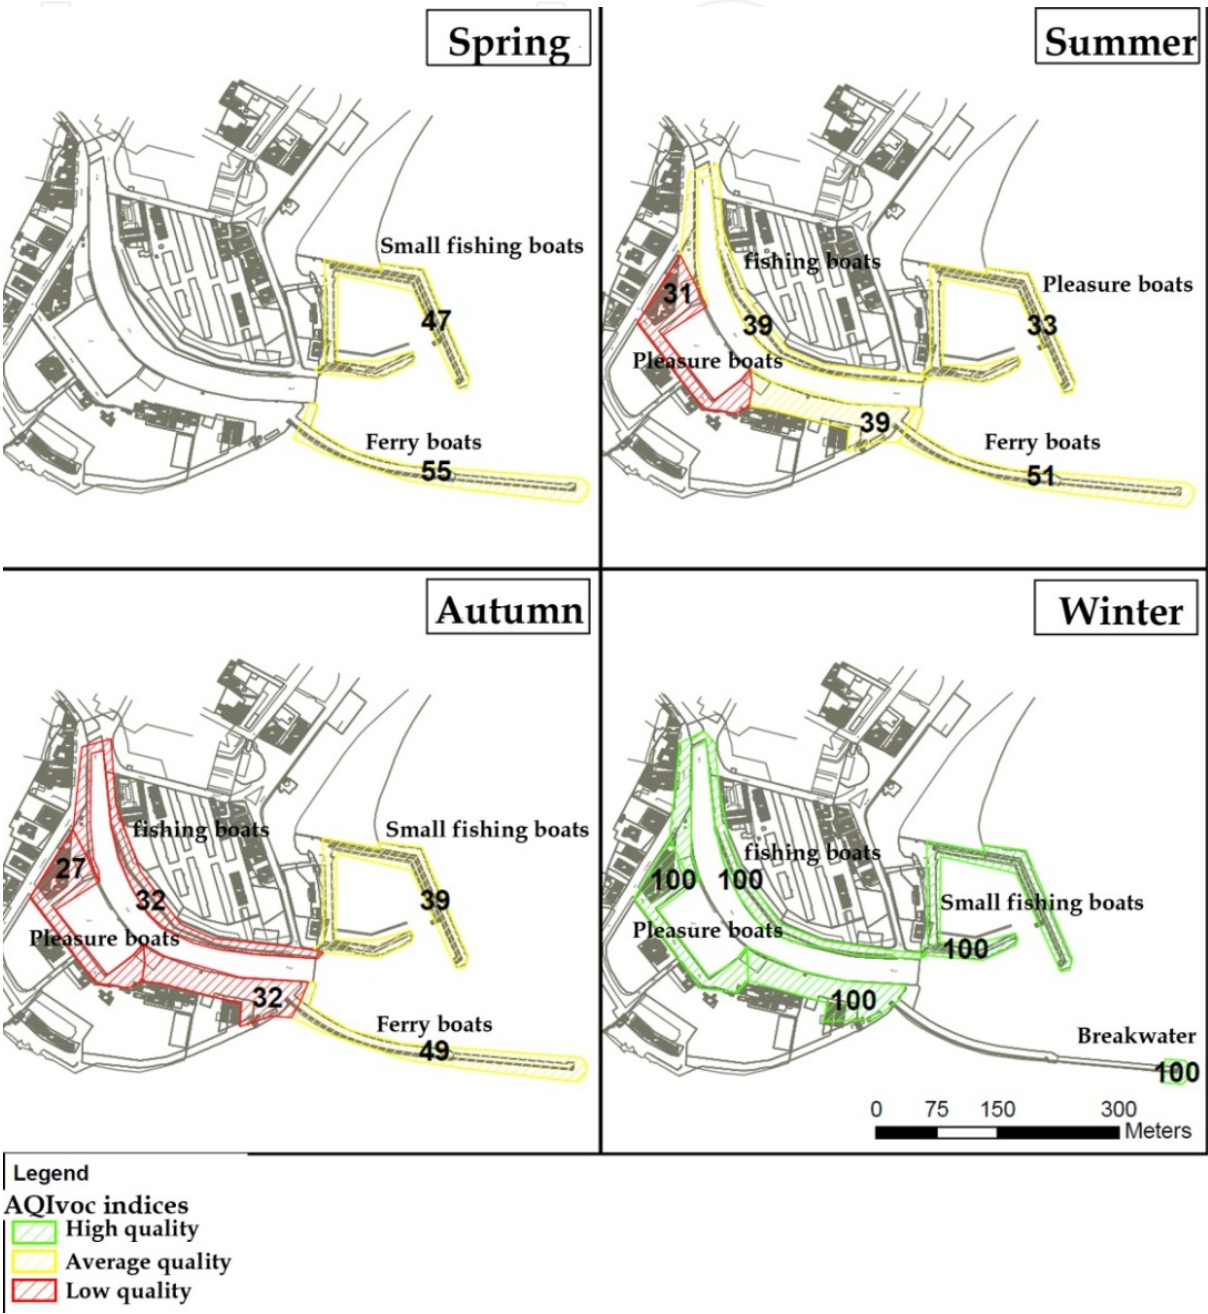 Spring
Small fishing boats
47
Ferry boats
55
Summer
fishing boats
31
39
Pleasure boats
Pleasure boats
33
39
Ferry boats
51
Autumn
fishing boats
27
32
Pleasure boats
Small fishing boats
39
32
Ferry boats
49
Winter
fishing boats
100
100
Pleasure boats
Small fishing boats
100
100
Breakwater
100
0 75 150 300
Meters
Legend
AQIvoc indices
High quality
Average quality
Low quality